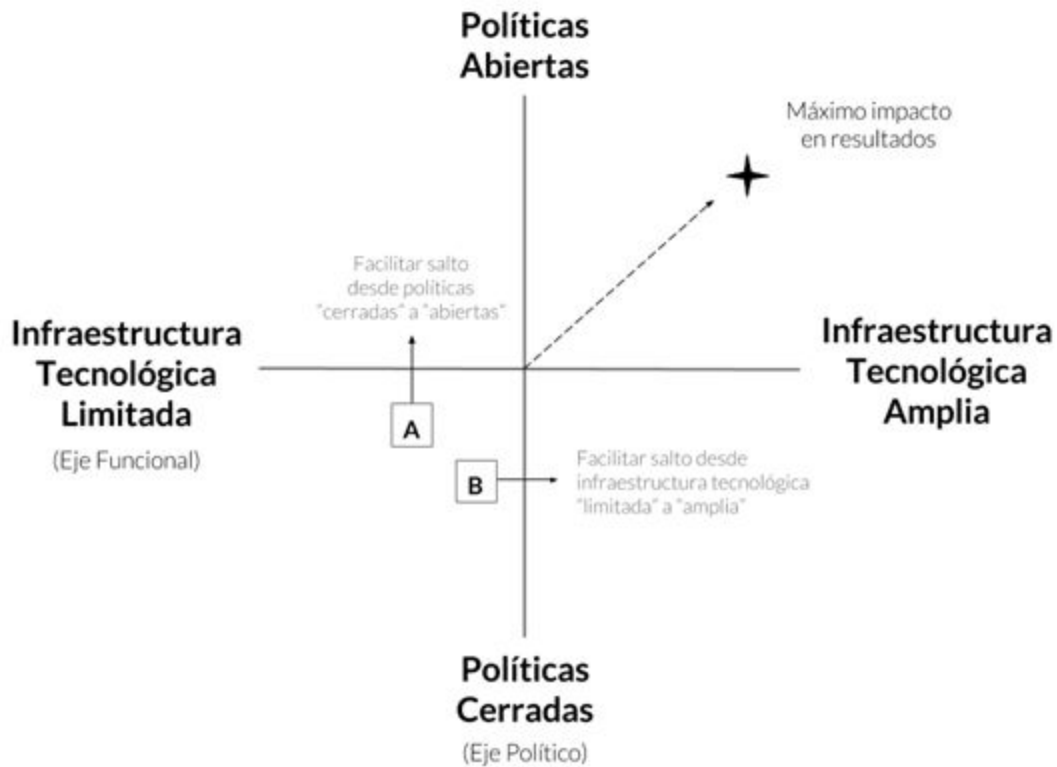 Políticas
Abiertas
Máximo impacto
en resultados
Facilitar salto
desde políticas
"cerradas" a "abiertas"
Infraestructura
Tecnológica
Limitada
(Eje Funcional)
Infraestructura
Tecnológica
Amplia
A
B
Facilitar salto desde
infraestructura tecnológica
"limitada" a "amplia"
Políticas
Cerradas
(Eje Político)